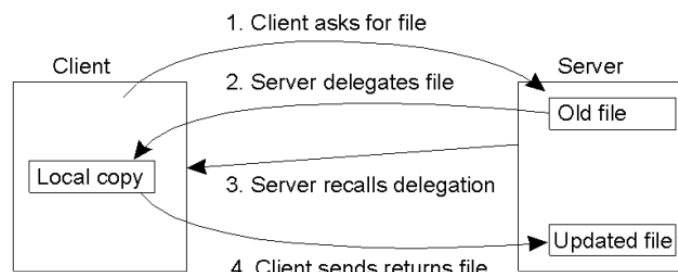 1. Client asks for file
Client
Server
2. Server delegates file
Old file
Local copy
3. Server recalls delegation
Updated file
4. Client sends returns file